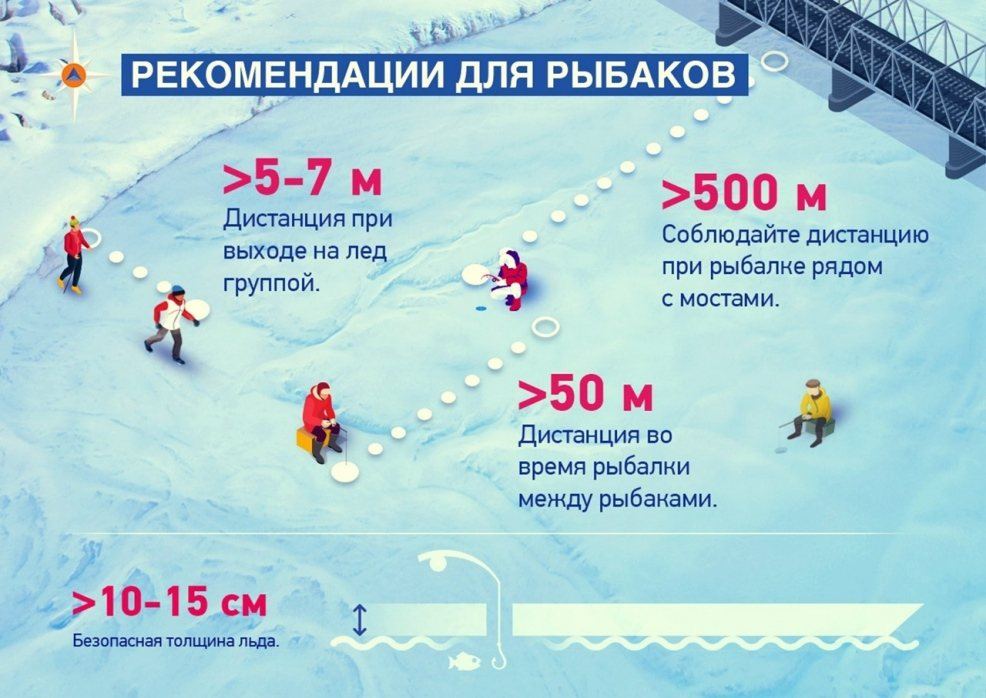 РЕКОМЕНДАЦИИ ДЛЯ РЫБАКОВ
>5-7 м
Дистанция при
выходе на лед
группой.
>500 м
Соблюдайте дистанцию
при рыбалке рядом
с мостами.
>50 м
Дистанция во
время рыбалки
между рыбаками.
>10-15 см
Безопасная толщина льда.